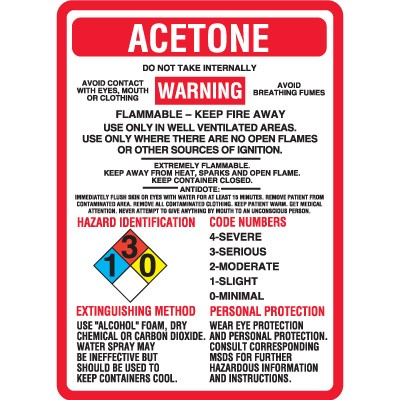 ACETONE
DO NOT TAKE INTERNALLY
AVOID CONTACT
WITH EYES, MOUTH
OR CLOTHING
WARNING
AVOID
BREATHING FUMES
FLAMMABLE – KEEP FIRE AWAY
USE ONLY IN WELL VENTILATED AREAS.
USE ONLY WHERE THERE ARE NO OPEN FLAMES
OR OTHER SOURCES OF IGNITION.
EXTREMELY FLAMMABLE.
KEEP AWAY FROM HEAT, SPARKS AND OPEN FLAME.
KEEP CONTAINER CLOSED.
ANTIDOTE:
IMMEDIATELY FLUSH SKIN OR EYES WITH WATER FOR AT LEAST 15 MINUTES. REMOVE PATIENT FROM
CONTAMINATED AREA. REMOVE ALL CONTAMINATED CLOTHING. KEEP PATIENT WARM. GET MEDICAL
ATTENTION. NEVER ATTEMPT TO GIVE ANYTHING BY MOUTH TO AN UNCONSCIOUS PERSON.
HAZARD IDENTIFICATION
3
1 0
CODE NUMBERS
4-SEVERE
3-SERIOUS
2-MODERATE
1-SLIGHT
0-MINIMAL
EXTINGUISHING METHOD
USE "ALCOHOL" FOAM, DRY
CHEMICAL OR CARBON DIOXIDE.
WATER SPRAY MAY
BE INEFFECTIVE BUT
SHOULD BE USED TO
KEEP CONTAINERS COOL.
PERSONAL PROTECTION
WEAR EYE PROTECTION
AND PERSONAL PROTECTION.
CONSULT CORRESPONDING
MSDS FOR FURTHER
HAZARDOUS INFORMATION
AND INSTRUCTIONS.